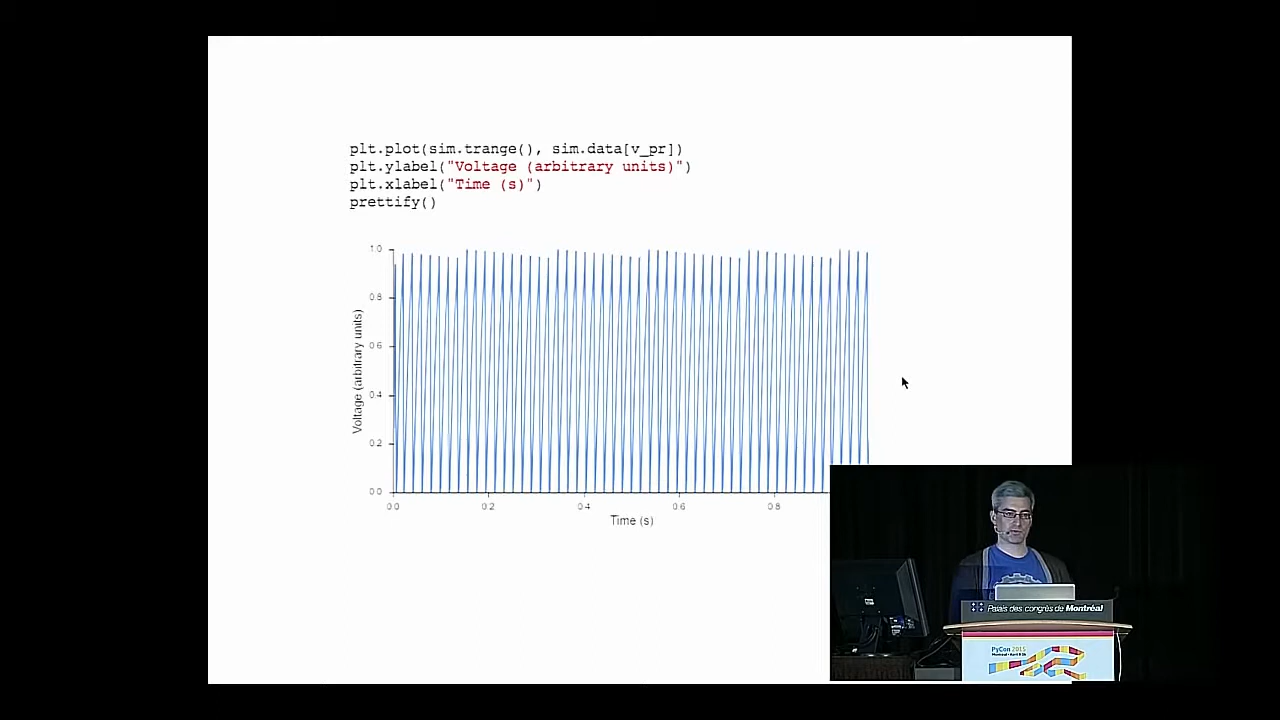 plt.plot(sim.trange(), sim.data[v_pr])
plt.ylabel("Voltage (arbitrary units)")
plt.xlabel("Time (s)")
prettify()
1.0
0.8
0.6
0.4
0.2
0.0
Voltage (arbitrary units)
0.0 0.2 0.4 0.6 0.8
Time (s)
Palais des congrès de Montréal
PyCon 2015